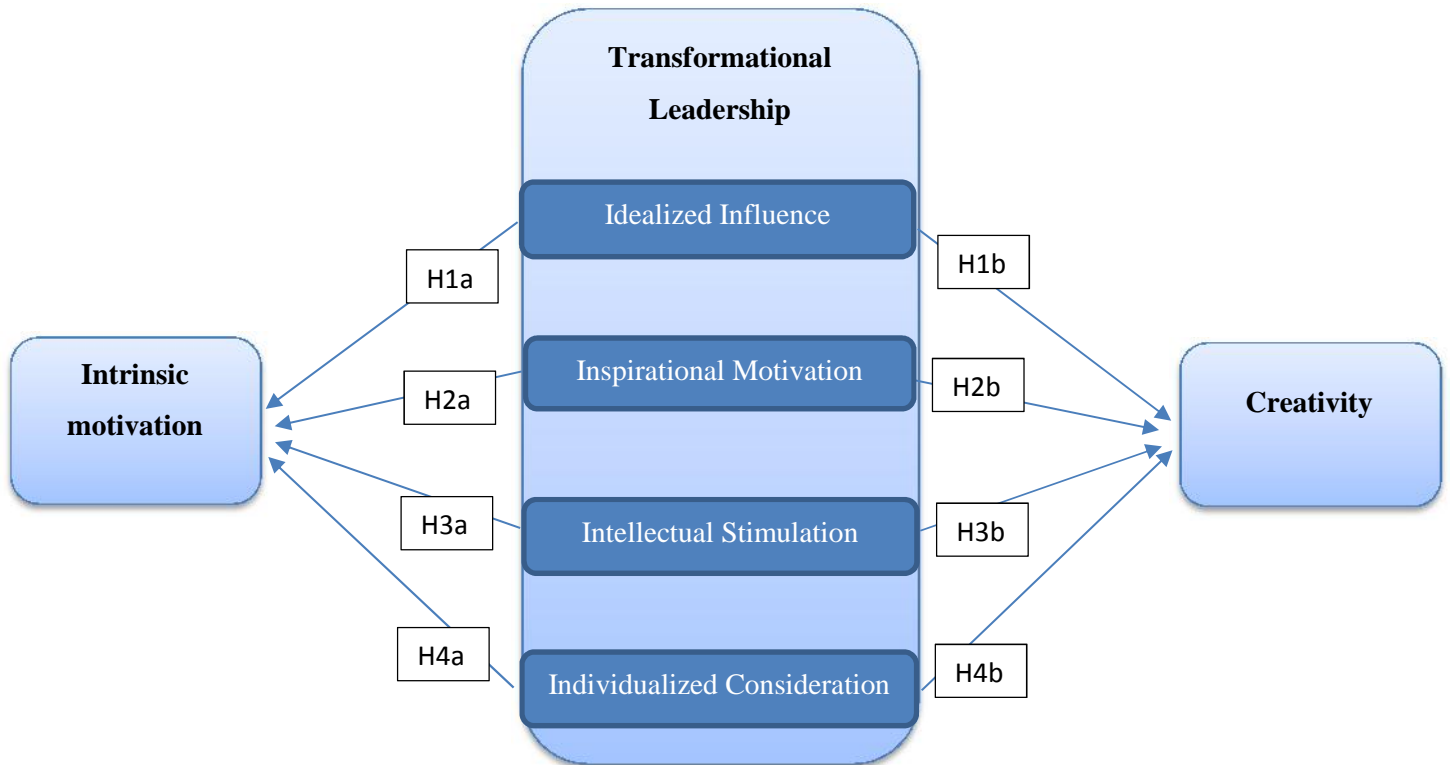 Transformational
Leadership
Idealized Influence
H1a
H1b
Intrinsic
motivation
Inspirational Motivation
H2a
H2b
Creativity
Intellectual Stimulation
H3a
H3b
Individualized Consideration
H4a
H4b